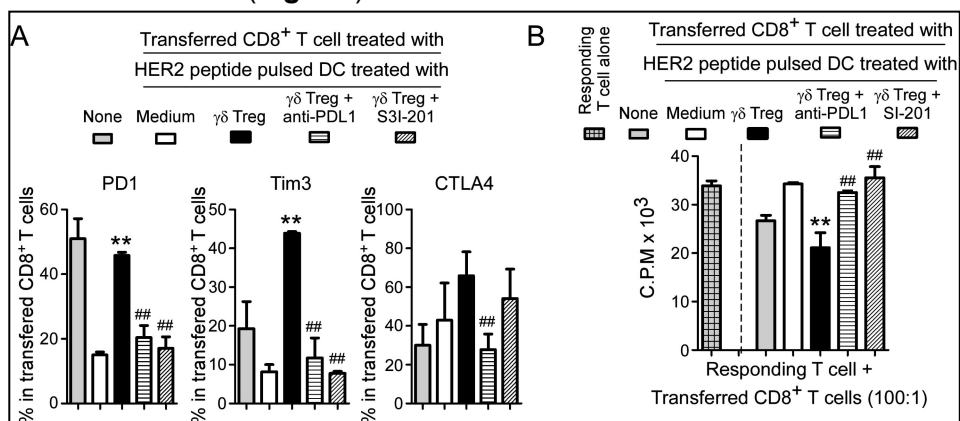 A
Transferred CD8+ T cell treated with
HER2 peptide pulsed DC treated with
None
Medium
γδ Treg
γδ Treg +
anti-PDL1
γδ Treg +
S3I-201
PD1
% in transfered CD8+ T cells
60
40
20
0
**
##
##
Tim3
% in transfered CD8+ T cells
50
40
30
20
10
0
**
##
##
CTLA4
% in transfered CD8+ T cells
100
80
60
40
20
0
##
B
Responding
T cell alone
Transferred CD8+ T cell treated with
HER2 peptide pulsed DC treated with
None
Medium
γδ Treg
γδ Treg +
anti-PDL1
γδ Treg +
SI-201
C.P.M x 10³
40
30
20
10
0
**
##
##
Responding T cell +
Transferred CD8+ T cells (100:1)